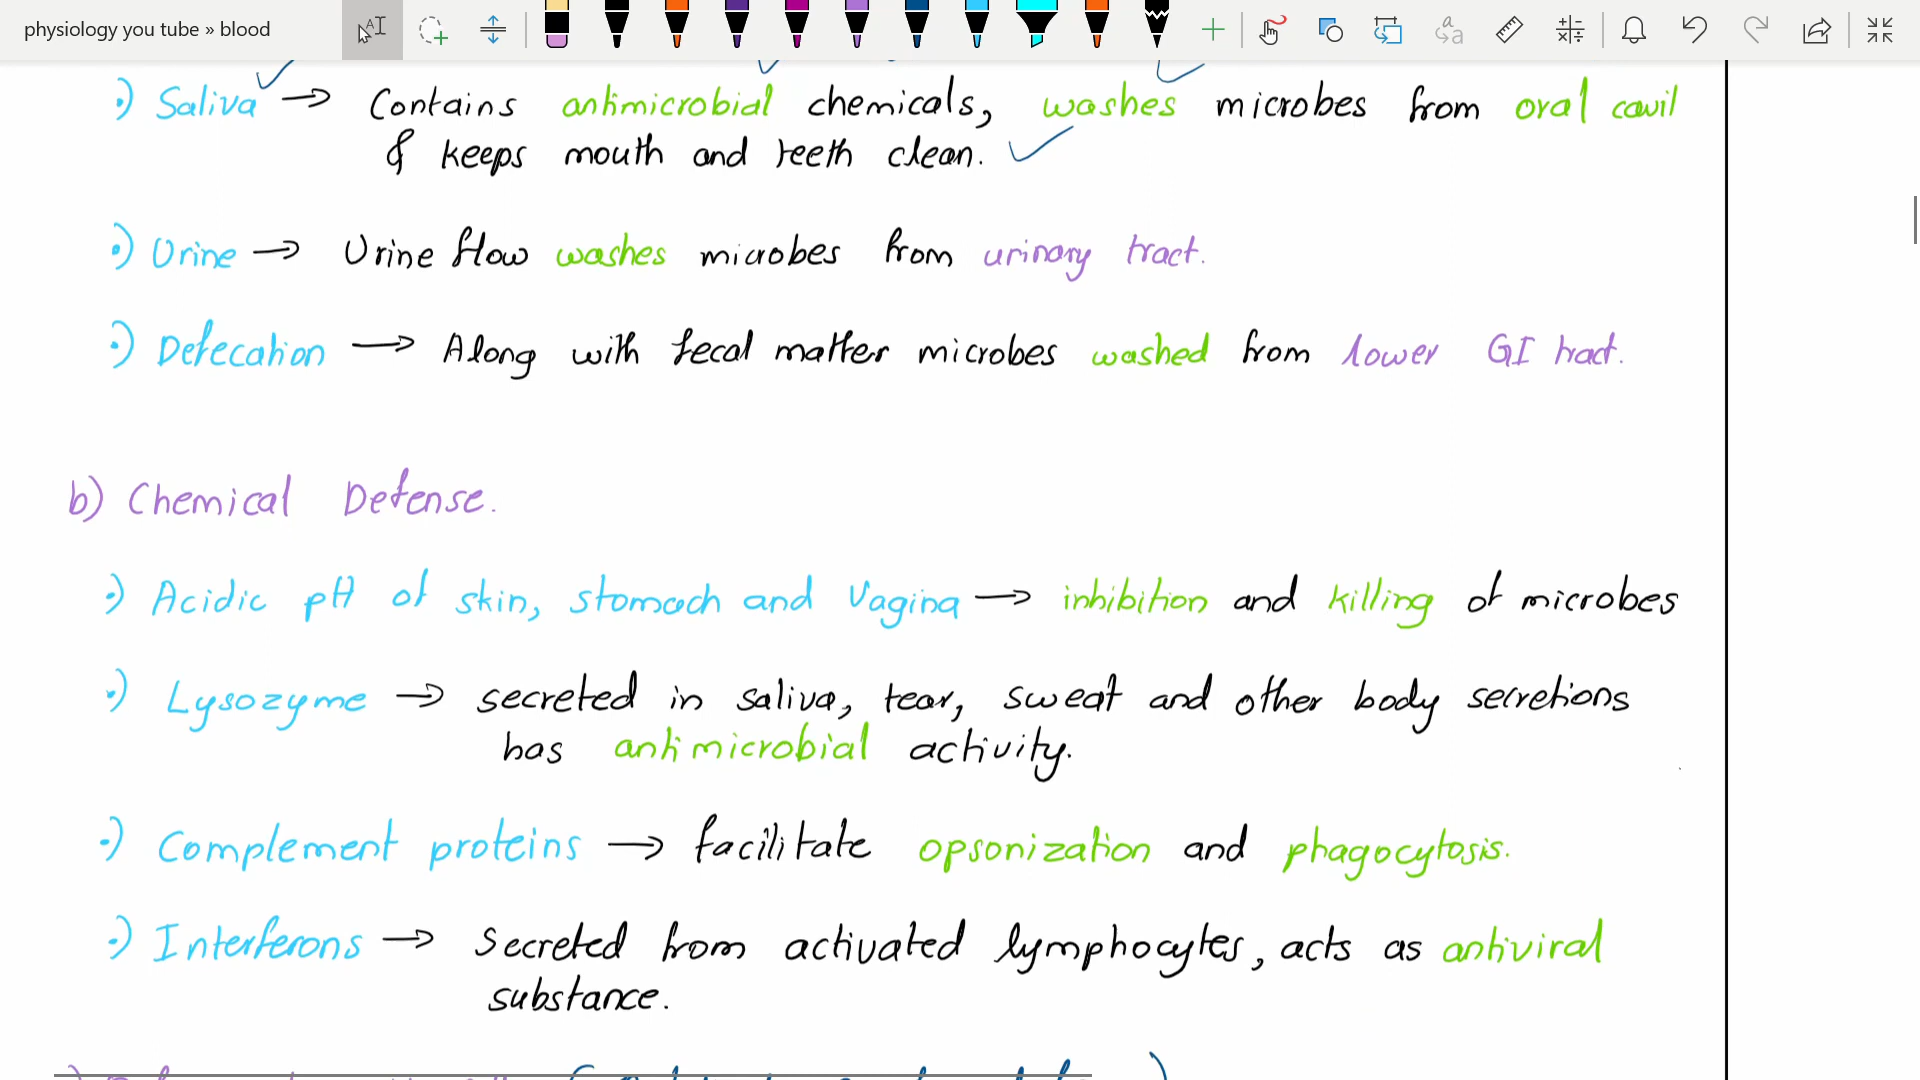 physiology you tube » blood
•) Saliva → Contains antimicrobial chemicals, washes microbes from oral cavil
& keeps mouth and teeth clean.
•) Urine → Urine flow washes microbes from urinary tract.
•) Defecation → Along with fecal matter microbes washed from lower GI tract.
b) Chemical Defense.
•) Acidic pH of skin, stomach and Vagina → inhibition and killing of microbes
•) Lysozyme → secreted in saliva, tear, sweat and other body secretions
has antimicrobial activity.
•) Complement proteins → facilitate opsonization and phagocytosis.
•) Interferons → Secreted from activated lymphocytes, acts as antiviral
substance.